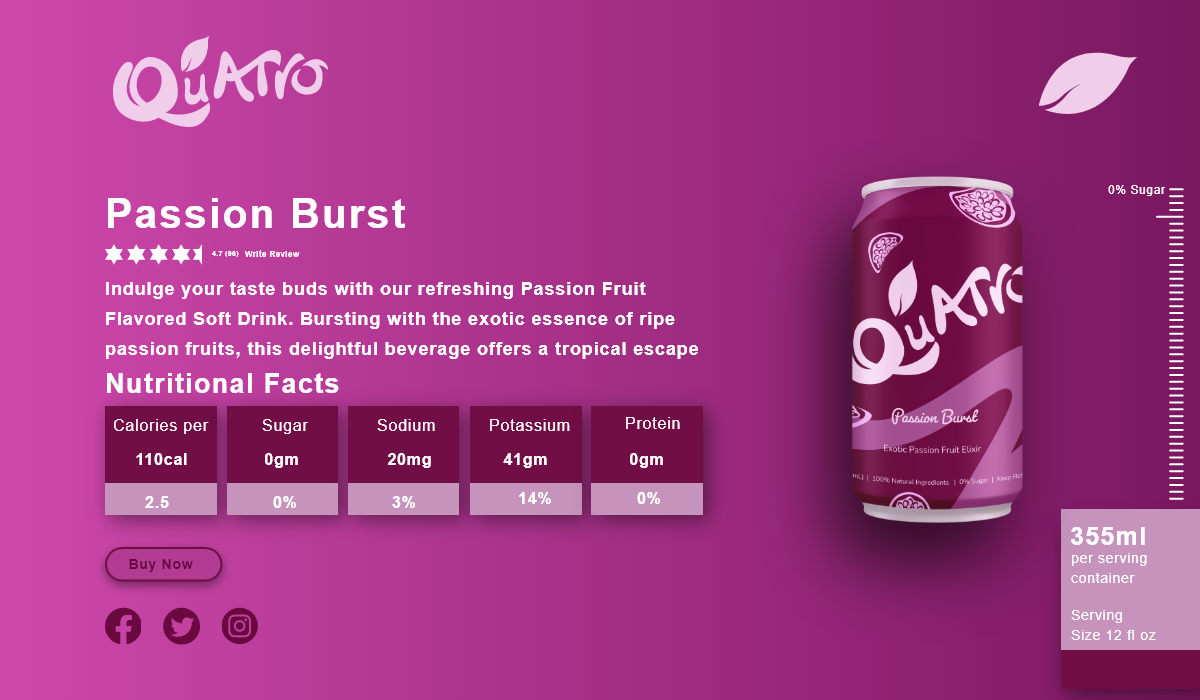 QuATro
0% Sugar
Passion Burst
4.7 (86) Write Review
Indulge your taste buds with our refreshing Passion Fruit
Flavored Soft Drink. Bursting with the exotic essence of ripe
passion fruits, this delightful beverage offers a tropical escape
Nutritional Facts
Calories per
110cal
2.5
Sugar
0gm
0%
Sodium
20mg
3%
Potassium
41gm
14%
Protein
0gm
0%
Buy Now
QuATro
Passion Burst
Exotic Passion Fruit Elixir
mL) | 100% Natural Ingredients | 0% Sugar | Keep
355ml
per serving
container
Serving
Size 12 fl oz